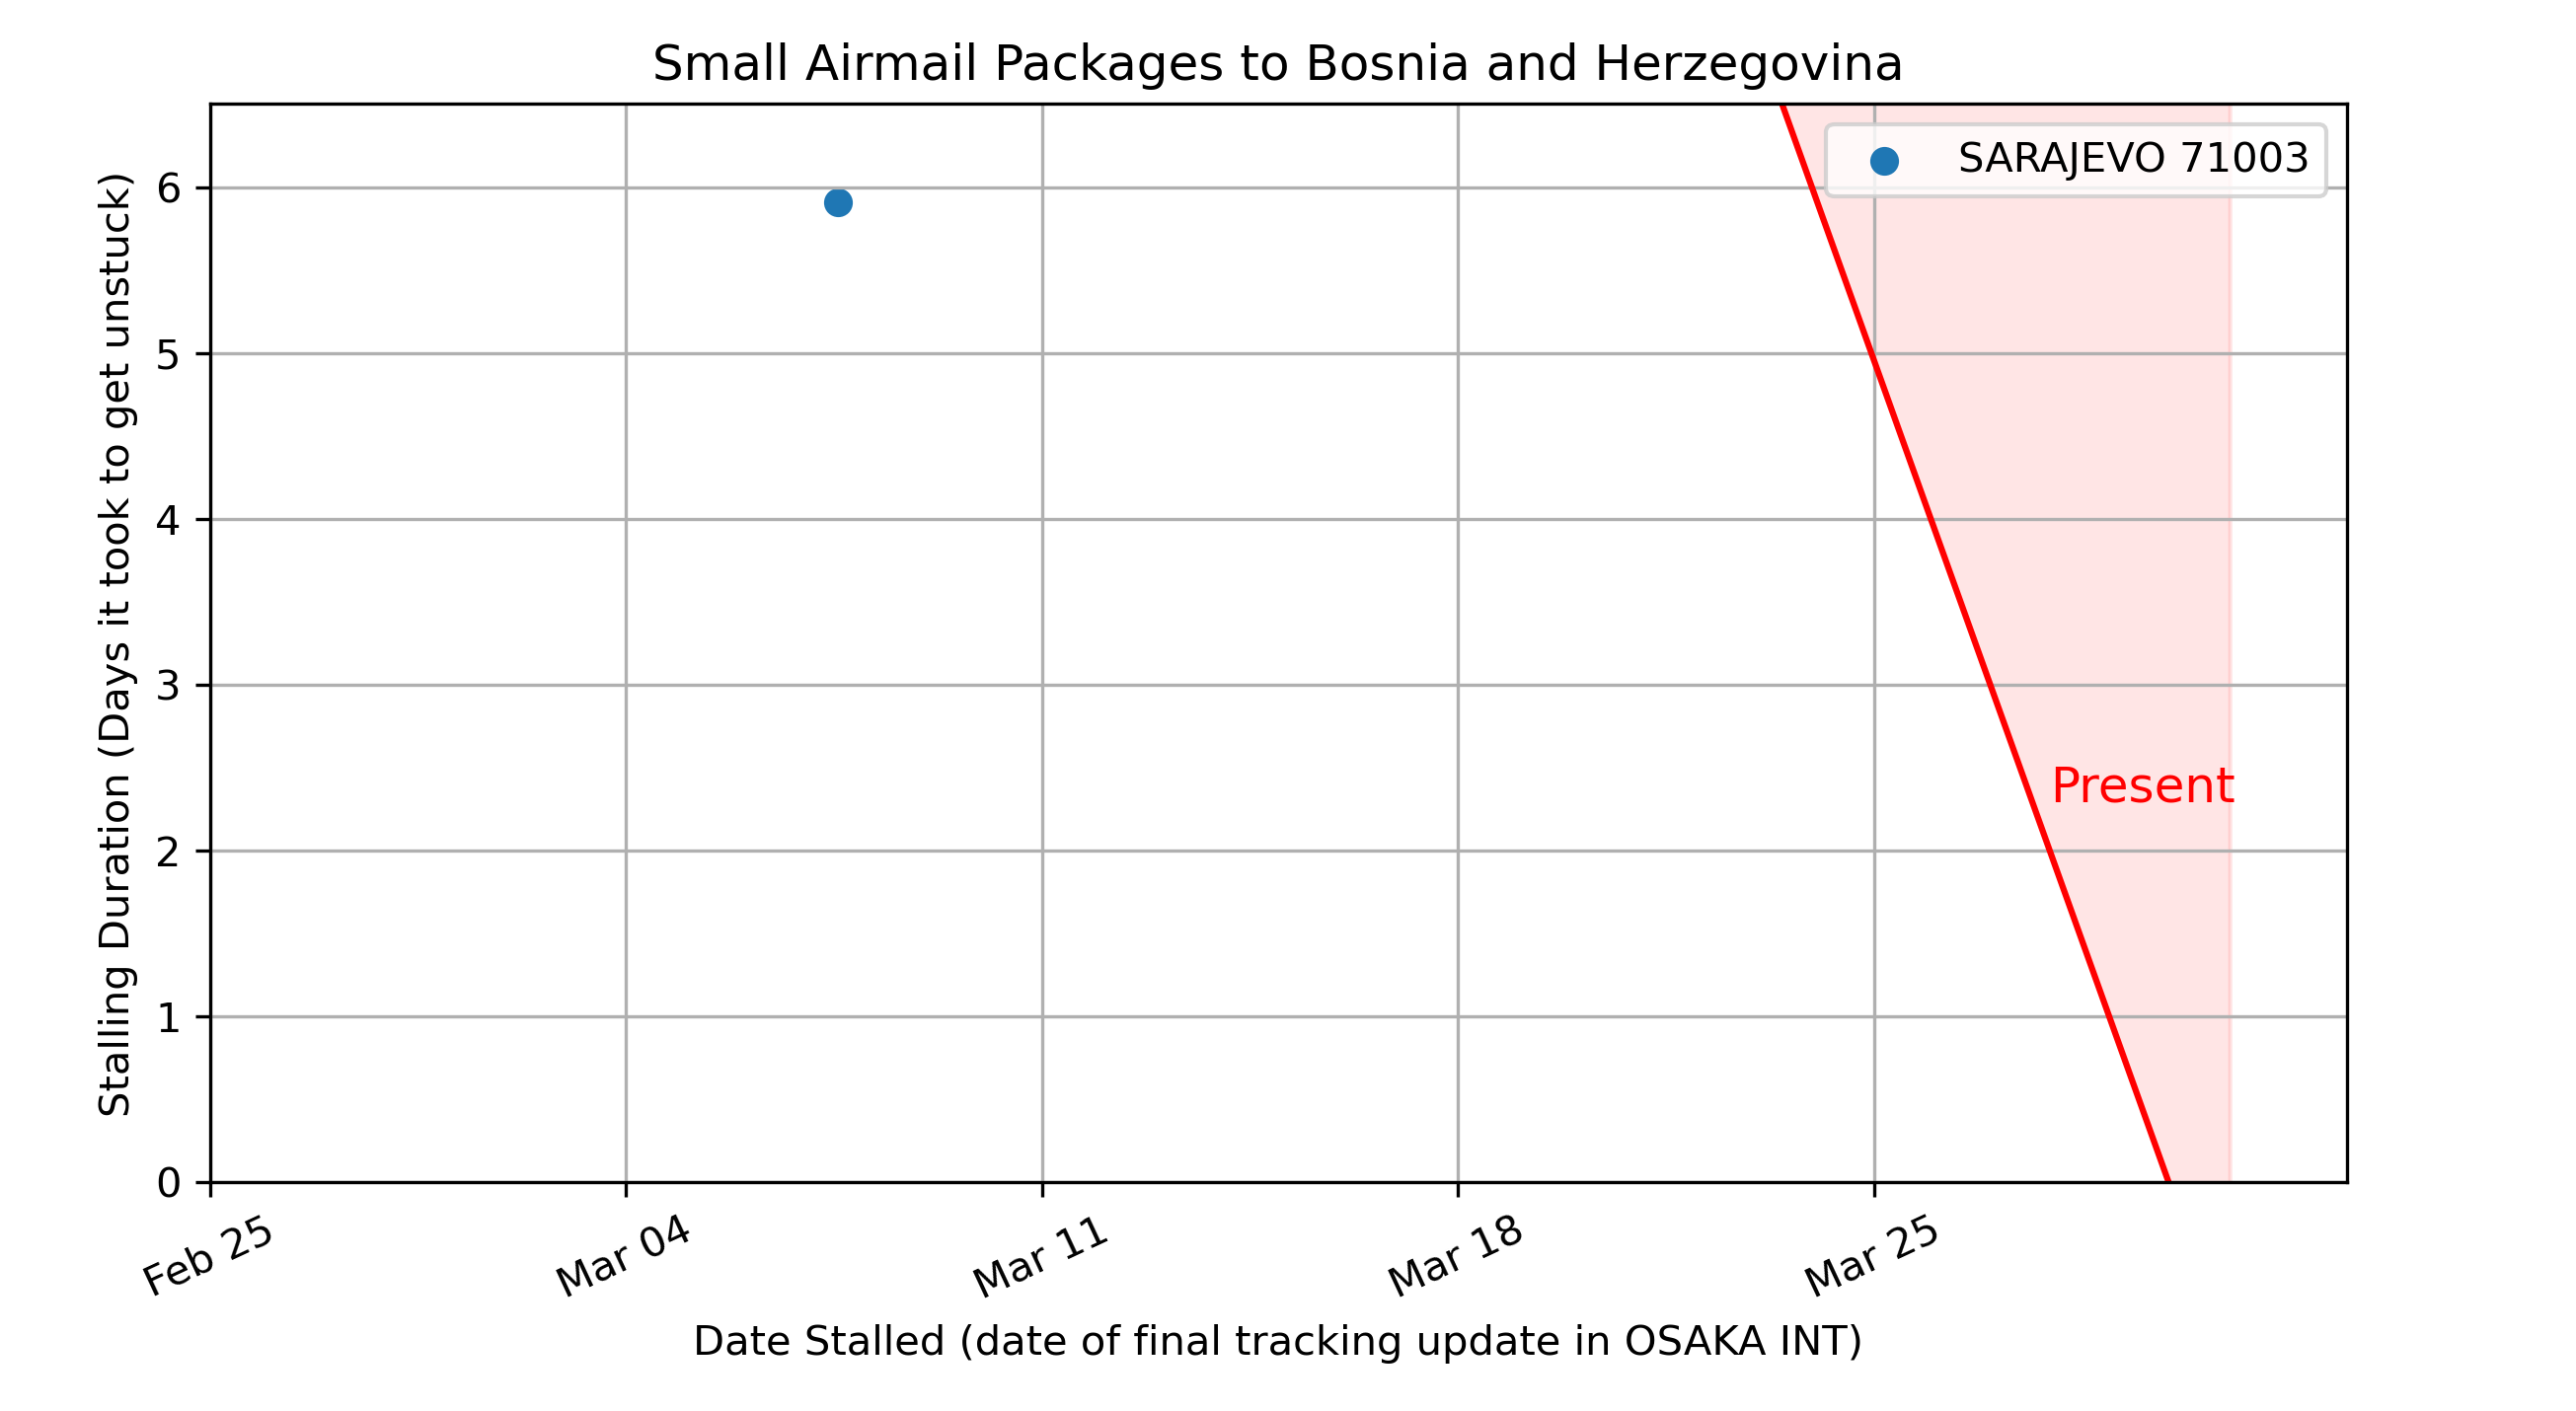 Small Airmail Packages to Bosnia and Herzegovina
SARAJEVO 71003
Stalling Duration (Days it took to get unstuck)
6
5
4
3
2
1
0
Present
Feb 25
Mar 04
Mar 11
Mar 18
Mar 25
Date Stalled (date of final tracking update in OSAKA INT)